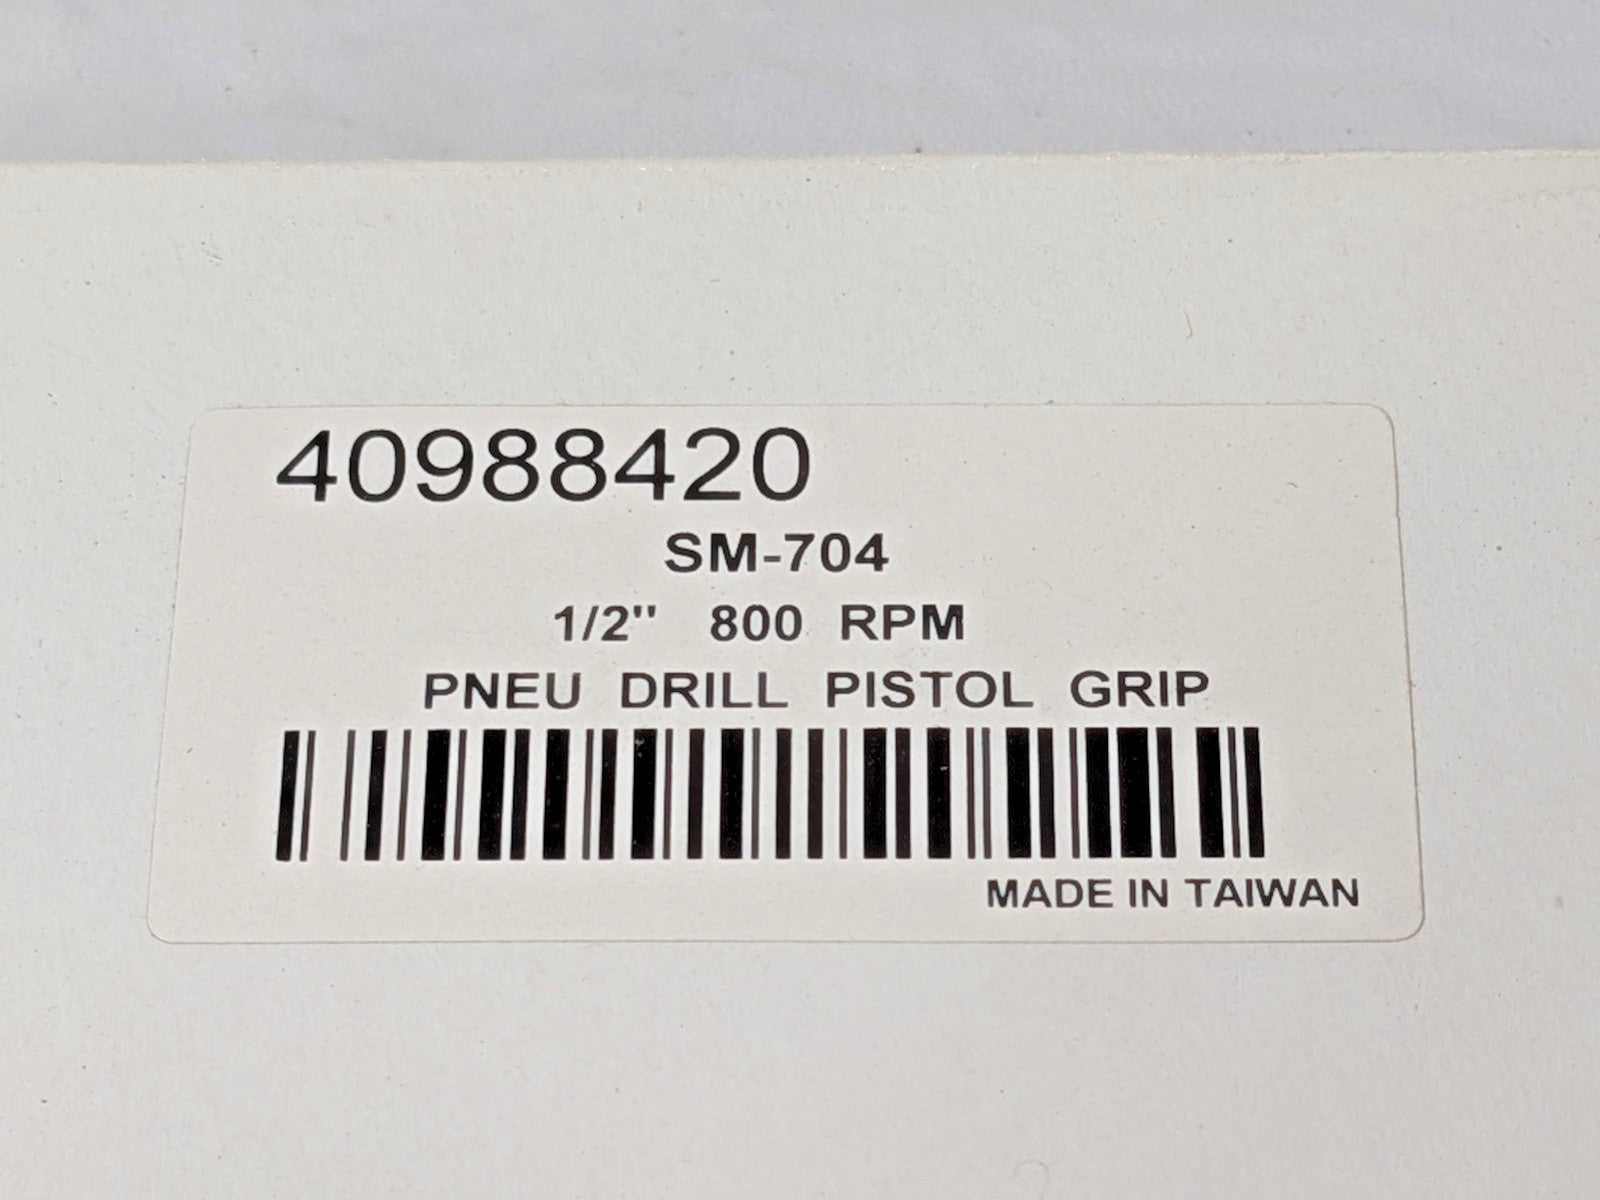 40988420
SM-704
1/2" 800 RPM
PNEU DRILL PISTOL GRIP
MADE IN TAIWAN